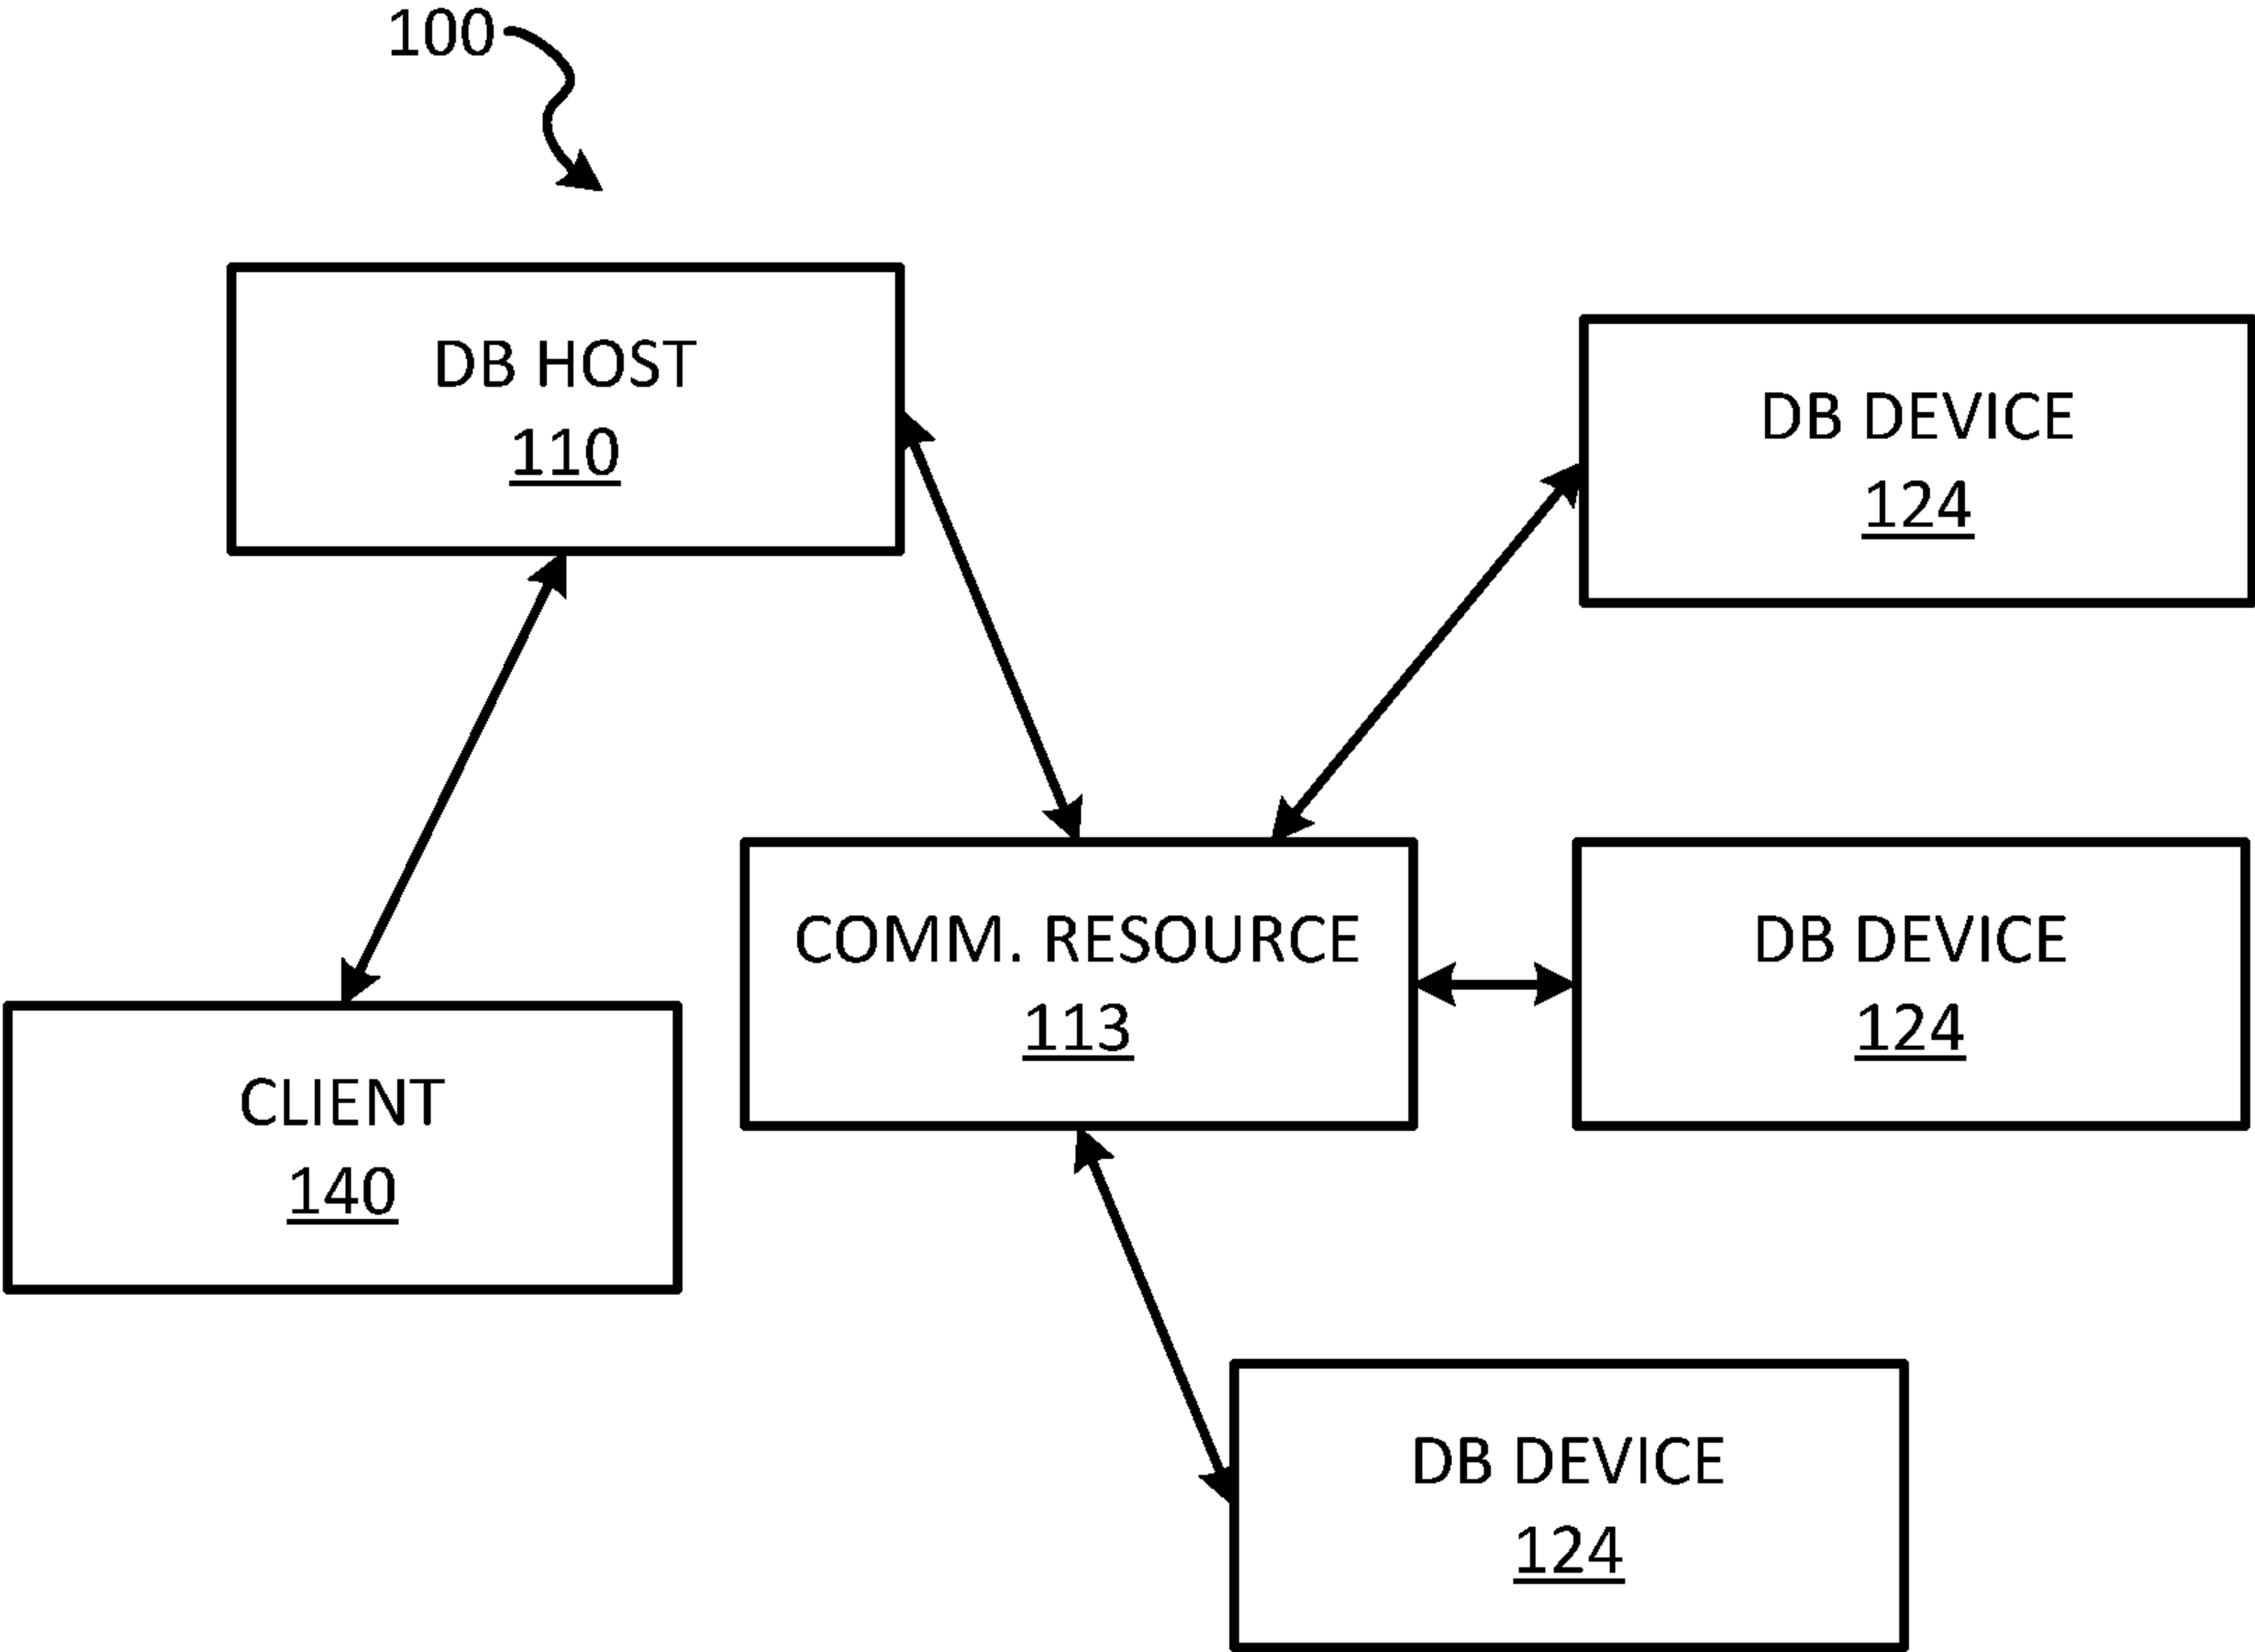 100
DB HOST
110
DB DEVICE
124
COMM. RESOURCE
113
DB DEVICE
124
CLIENT
140
DB DEVICE
124